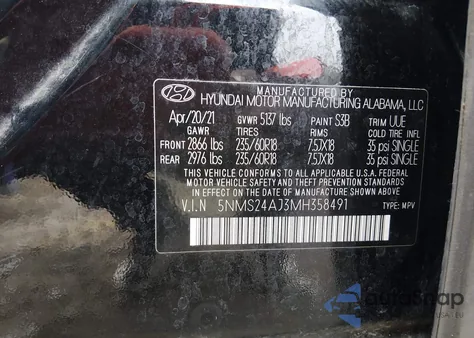 MANUFACTURED BY
HYUNDAI MOTOR MANUFACTURING ALABAMA, LLC
Apr/20/21 GVWR 5137 lbs PAINT S3B TRIM UUE
GAWR TIRES RIMS COLD TIRE INFL
FRONT 2866 lbs 235/60R18 7.5JX18 35 psi SINGLE
REAR 2976 lbs 235/60R18 7.5JX18 35 psi SINGLE
THIS VEHICLE CONFORMS TO ALL APPLICABLE
U.S. FEDERAL MOTOR VEHICLE SAFETY STANDARDS
IN EFFECT ON THE DATE OF MANUFACTURE SHOWN ABOVE
V.I.N 5NMS24AJ3MH358491 TYPE: MPV
AutoSnap